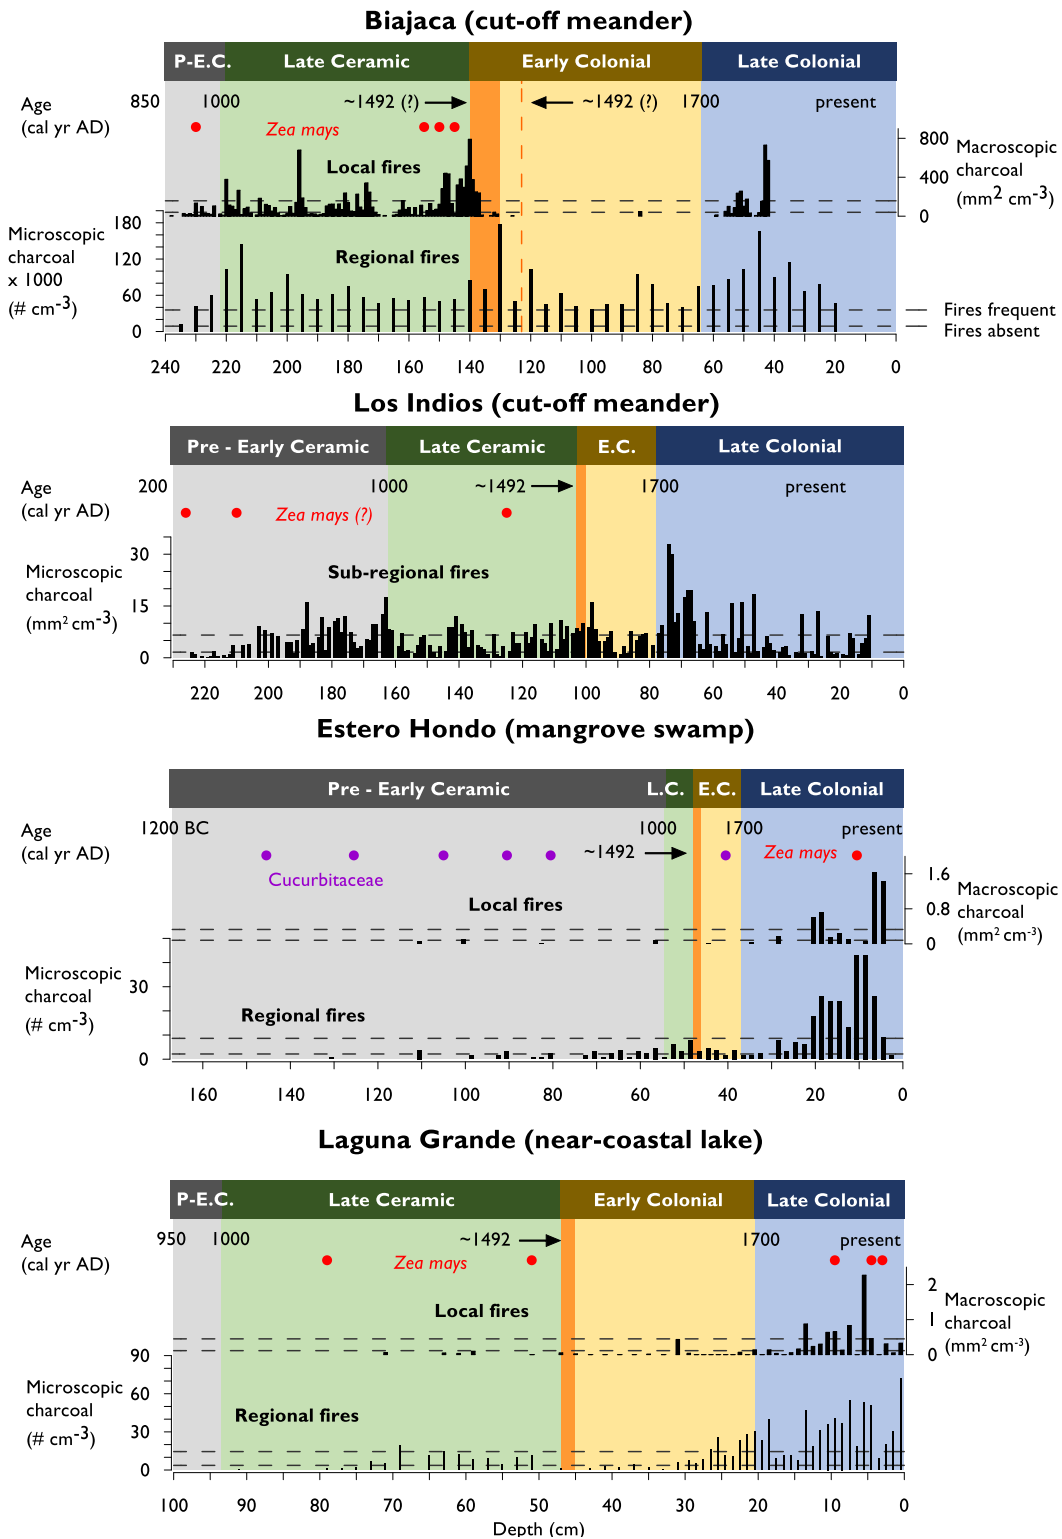 Biajaca (cut-off meander)
P-E.C. Late Ceramic Early Colonial Late Colonial
Age
(cal yr AD)
850 1000 ~1492 (?) ~1492 (?) 1700 present
Zea mays
Local fires
800
400
0
Macroscopic
charcoal
(mm2 cm-3)
Microscopic
charcoal
x 1000
(# cm-3)
180
120
60
0
Regional fires
Fires frequent
Fires absent
240 220 200 180 160 140 120 100 80 60 40 20 0
Los Indios (cut-off meander)
Pre - Early Ceramic Late Ceramic E.C. Late Colonial
Age
(cal yr AD)
200 1000 ~1492 1700 present
Zea mays (?)
Sub-regional fires
Microscopic
charcoal
(mm2 cm-3)
30
15
0
220 200 180 160 140 120 100 80 60 40 20 0
Estero Hondo (mangrove swamp)
Pre - Early Ceramic L.C. E.C. Late Colonial
Age
(cal yr AD)
1200 BC 1000 1700 present
~1492 Zea mays
Cucurbitaceae
Local fires
1.6
0.8
0
Macroscopic
charcoal
(mm2 cm-3)
Microscopic
charcoal
(# cm-3)
30
0
Regional fires
160 140 120 100 80 60 40 20 0
Laguna Grande (near-coastal lake)
P-E.C. Late Ceramic Early Colonial Late Colonial
Age
(cal yr AD)
950 1000 ~1492 1700 present
Zea mays
Local fires
2
1
0
Macroscopic
charcoal
(mm2 cm-3)
Microscopic
charcoal
(# cm-3)
90
60
30
0
Regional fires
100 90 80 70 60 50 40 30 20 10 0
Depth (cm)